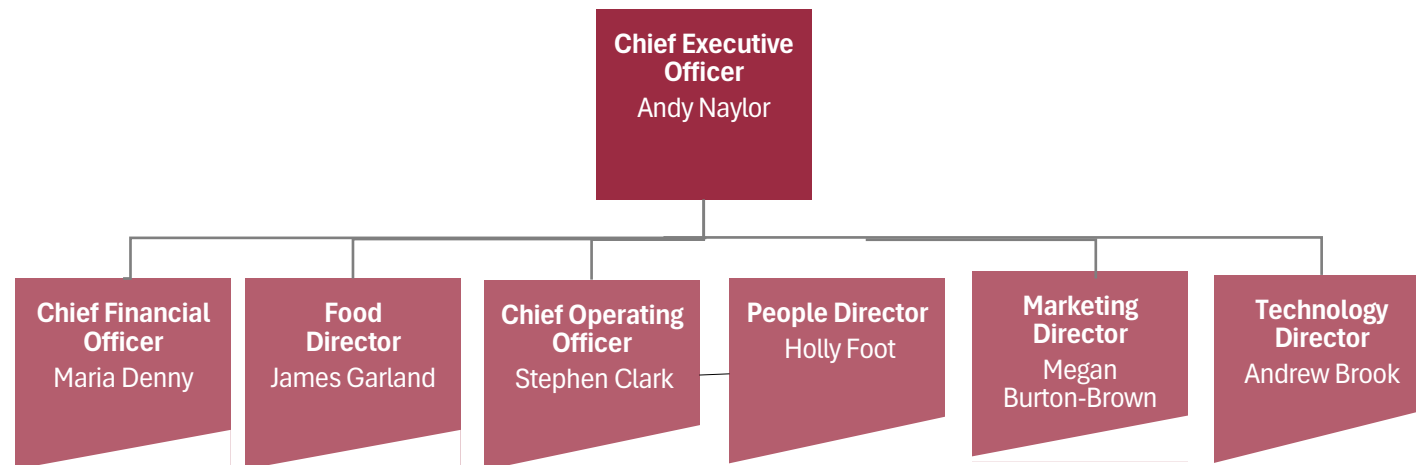 Chief Executive
Officer
Andy Naylor
Chief Financial
Officer
Maria Denny
Food
Director
James Garland
Chief Operating
Officer
Stephen Clark
People Director
Holly Foot
Marketing
Director
Megan
Burton-Brown
Technology
Director
Andrew Brook